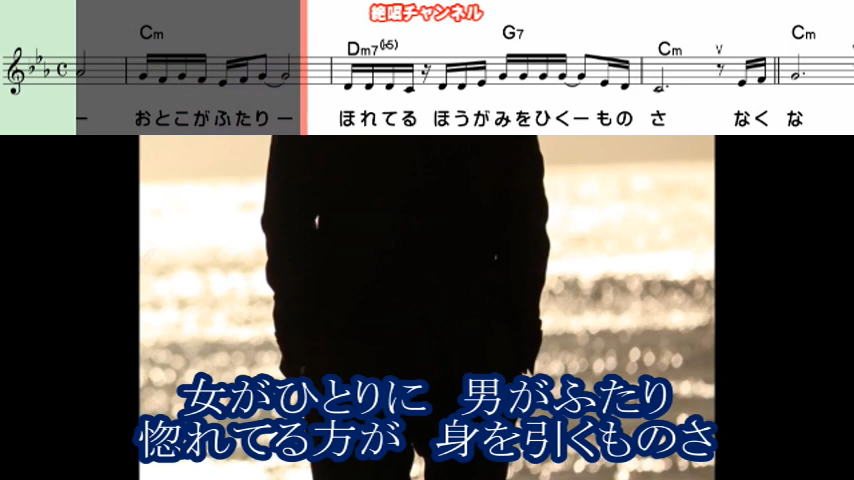 絶唱チャンネル
Cm Dm7(♭5) G7 Cm Cm
ー おとこがふたりー ほれてる ほうがみをひくーもの さ なく な
女がひとりに 男がふたり
惚れてる方が 身を引くものさ